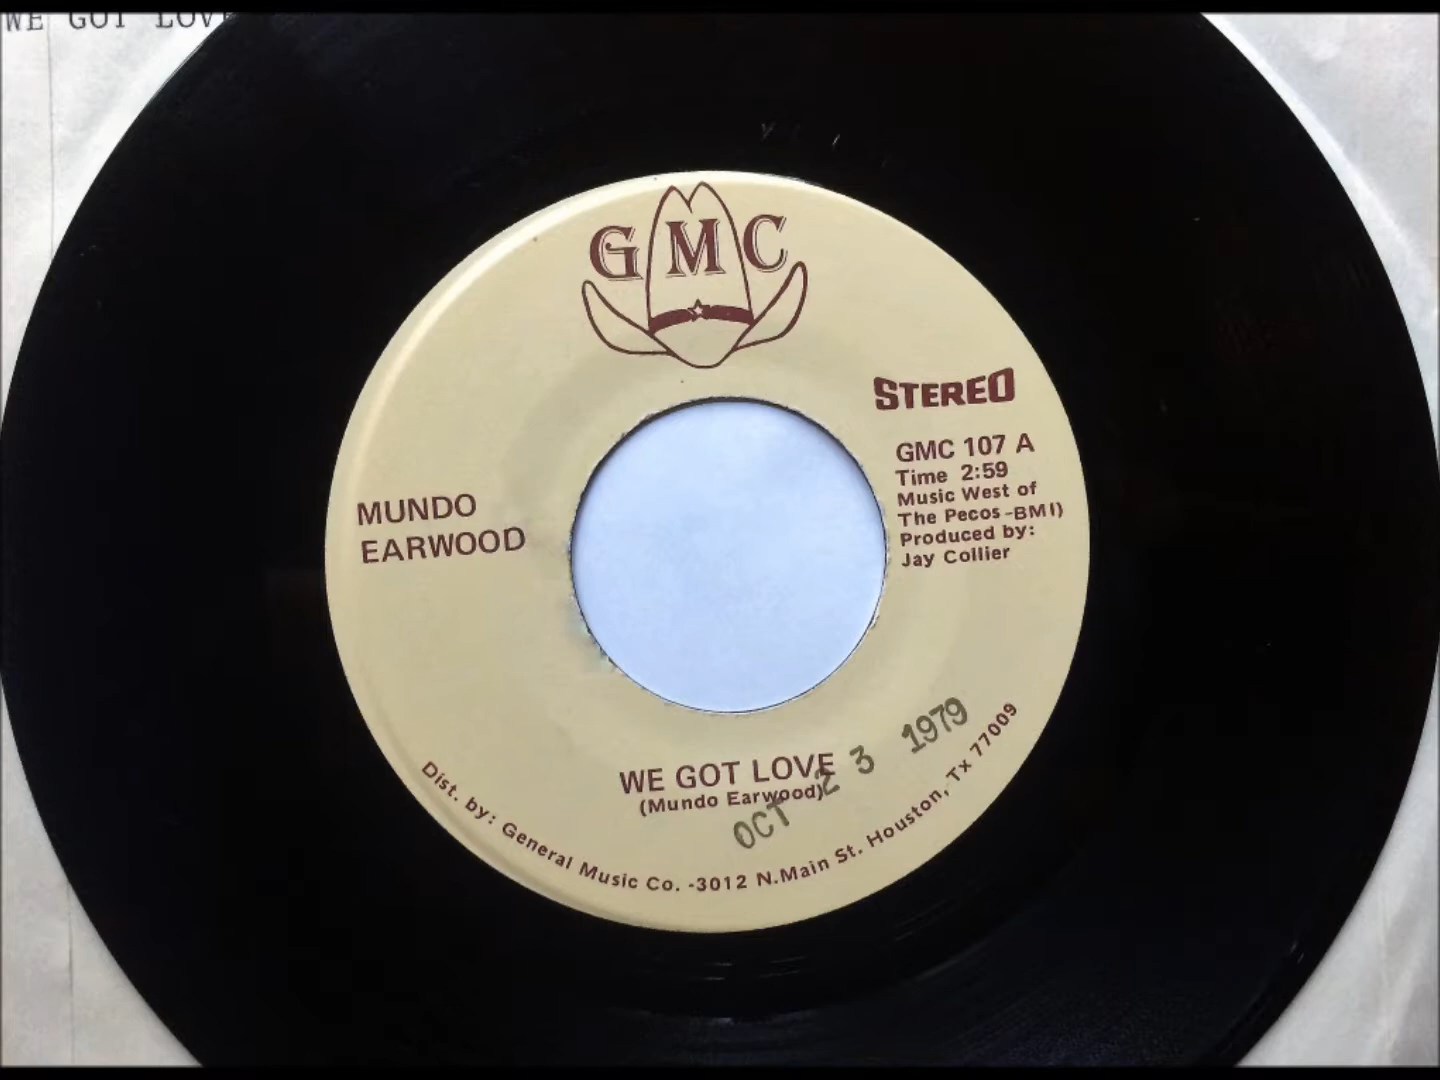 WE GOT LOVE
GMC
STEREO
GMC 107 A
Time 2:59
Music West of
The Pecos-BMI)
Produced by:
Jay Collier
MUNDO
EARWOOD
WE GOT LOVE
(Mundo Earwood)
OCT 23 1979
Dist. by: General Music Co. -3012 N.Main St. Houston, Tx 77009